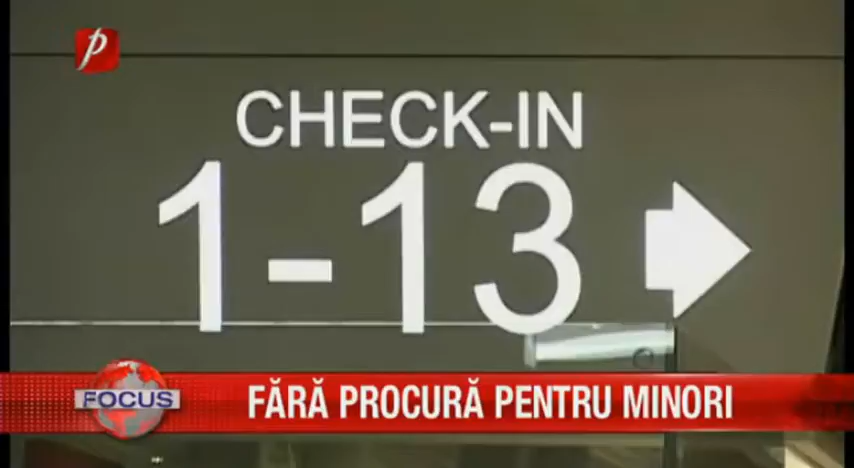 p
CHECK-IN
1-13
FOCUS
FĂRĂ PROCURĂ PENTRU MINORI